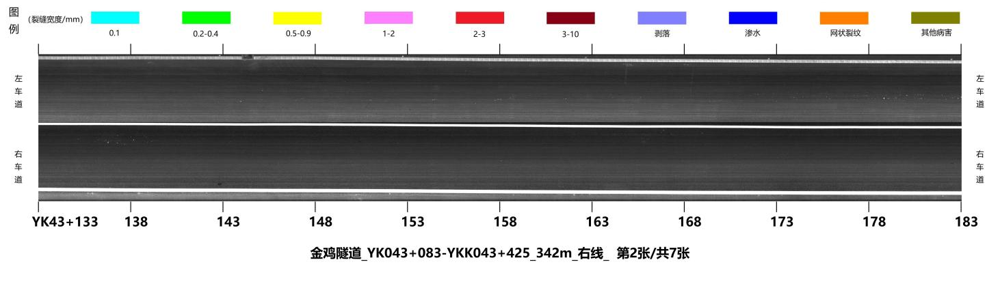 图例 (裂缝宽度/mm)
0.1 0.2-0.4 0.5-0.9 1-2 2-3 3-10 剥落 渗水 网状裂纹 其他病害
左车道 左车道
右车道 右车道
YK43+133 138 143 148 153 158 163 168 173 178 183
金鸡隧道_YK043+083-YKK043+425_342m_右线_ 第2张/共7张